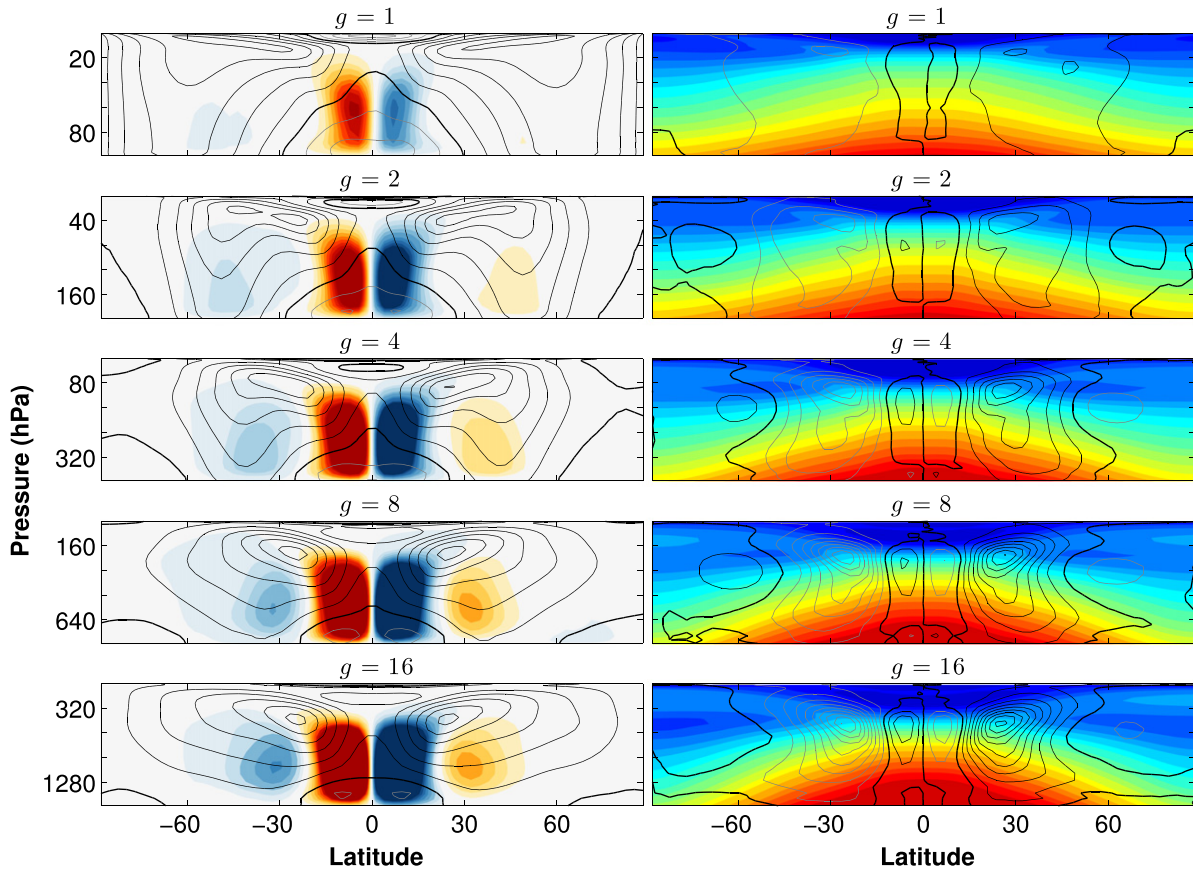 g = 1
g = 1
20
80
g = 2
g = 2
40
160
g = 4
g = 4
80
320
g = 8
g = 8
160
640
g = 16
g = 16
320
1280
Pressure (hPa)
−60 −30 0 30 60
−60 −30 0 30 60
Latitude
Latitude